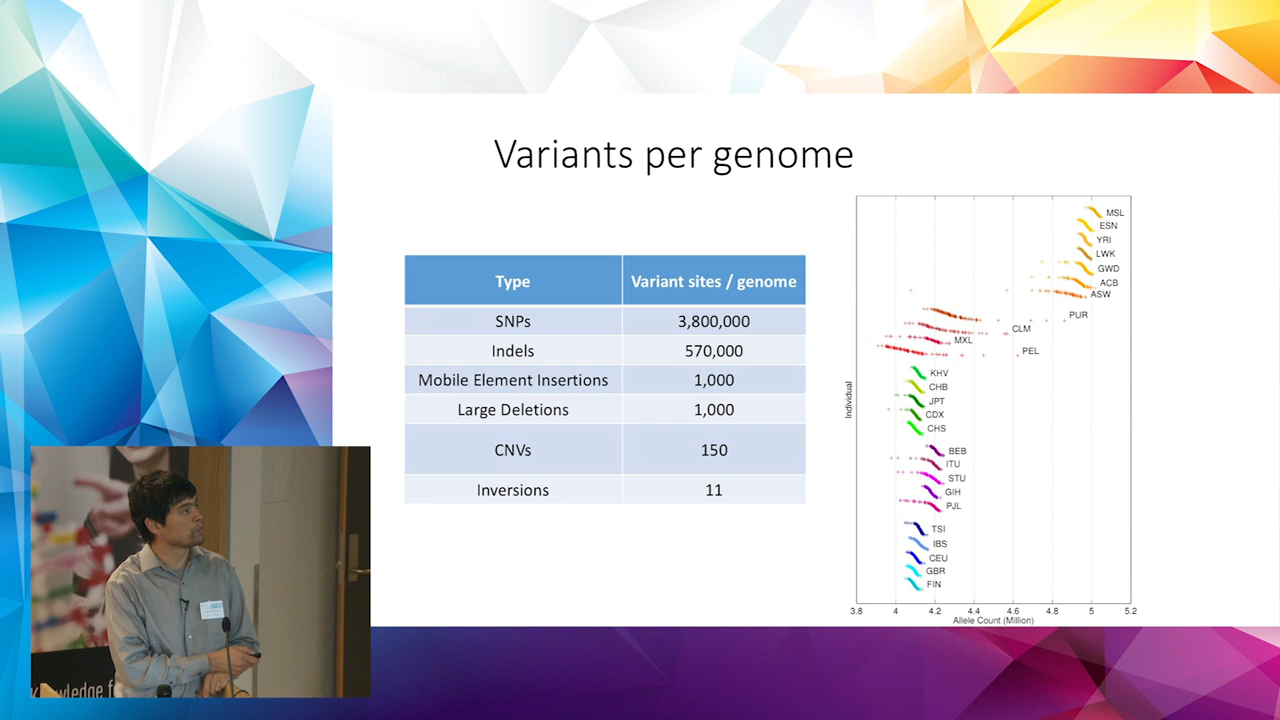 Variants per genome
Type Variant sites / genome
SNPs 3,800,000
Indels 570,000
Mobile Element Insertions 1,000
Large Deletions 1,000
CNVs 150
Inversions 11
MSL
ESN
YRI
LWK
GWD
ACB
ASW
PUR
CLM
MXL
PEL
KHV
CHB
JPT
CDX
CHS
BEB
ITU
STU
GIH
PJL
TSI
IBS
CEU
GBR
FIN
Individual
3.8 4 4.2 4.4 4.6 4.8 5 5.2
Allele Count (Million)